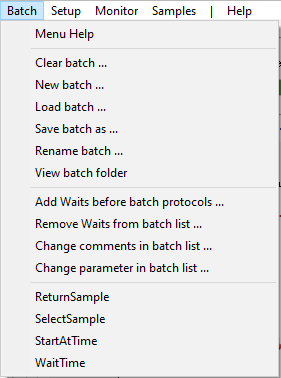 Batch Setup Monitor Samples | Help
Menu Help
Clear batch ...
New batch ...
Load batch ...
Save batch as ...
Rename batch ...
View batch folder
Add Waits before batch protocols ...
Remove Waits from batch list ...
Change comments in batch list ...
Change parameter in batch list ...
ReturnSample
SelectSample
StartAtTime
WaitTime